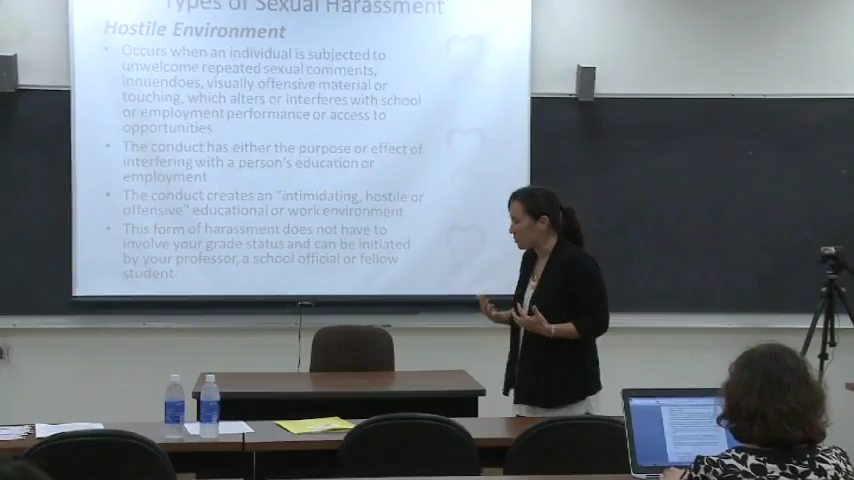 Types of Sexual Harassment
Hostile Environment
• Occurs when an individual is subjected to
unwelcome repeated sexual comments,
innuendoes, visually offensive material or
touching, which alters or interferes with school
or employment performance or access to
opportunities
• The conduct has either the purpose or effect of
interfering with a person's education or
employment
• The conduct creates an "intimidating, hostile or
offensive" educational or work environment
• This form of harassment does not have to
involve your grade status and can be initiated
by your professor, a school official or fellow
student.